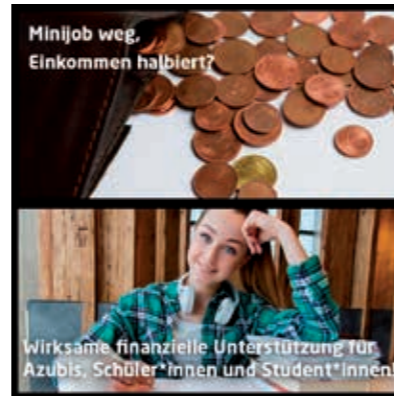 Minijob weg,
Einkommen halbiert?
Wirksame finanzielle Unterstützung für
Azubis, Schüler*innen und Student*innen!